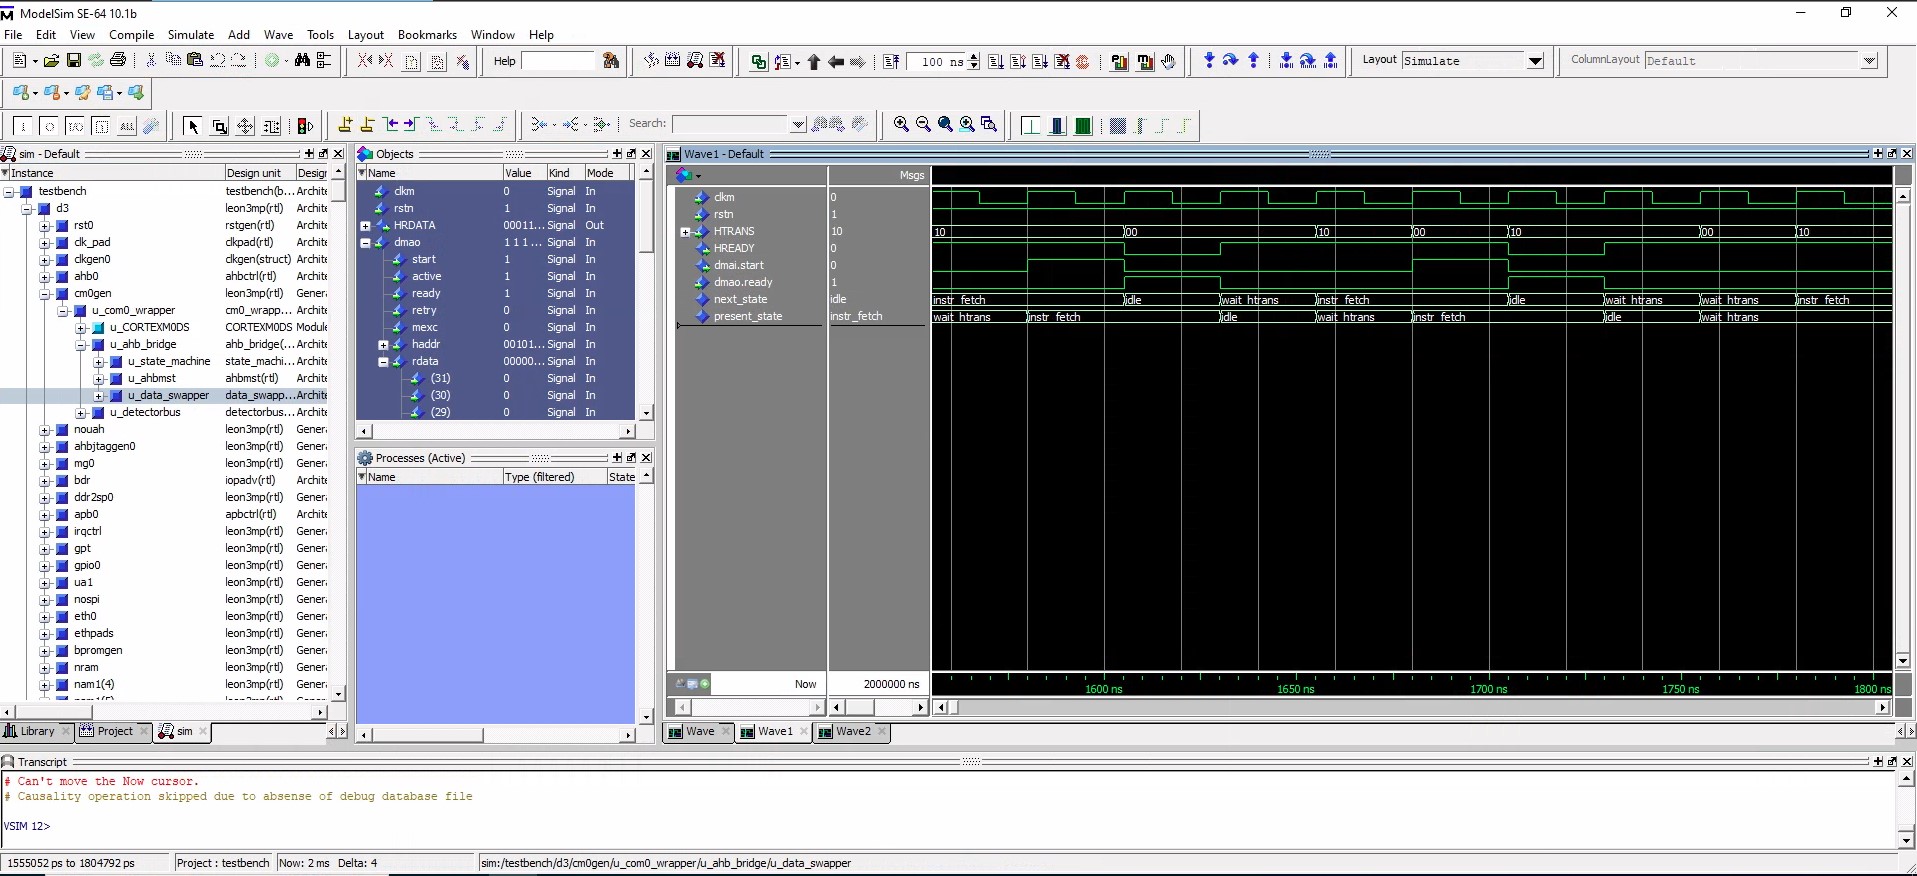 ModelSim SE-64 10.1b
File Edit View Compile Simulate Add Wave Tools Layout Bookmarks Window Help
Help 100 ns Layout Simulate ColumnLayout Default
Search:
sim - Default
Instance Design unit Design
testbench testbench(b... Archite
d3 leon3mp(rtl) Archite
rst0 rstgen(rtl) Archite
clk_pad clkpad(rtl) Archite
clkgen0 clkgen(struct) Archite
ahb0 ahbctrl(rtl) Archite
cm0gen leon3mp(rtl) Archite
u_com0_wrapper cm0_wrapp... Archite
u_CORTEXM0DS CORTEXM0DS Module
u_ahb_bridge ahb_bridge(... Archite
u_state_machine state_machi... Archite
u_ahbmst ahbmst(rtl) Archite
u_data_swapper data_swapp... Archite
u_detectorbus detectorbus... Archite
nouah leon3mp(rtl) Genera
ahbjtaggen0 leon3mp(rtl) Genera
mg0 leon3mp(rtl) Genera
bdr iopadv(rtl) Archite
ddr2sp0 leon3mp(rtl) Genera
apb0 apbctrl(rtl) Archite
irqctrl leon3mp(rtl) Genera
gpt leon3mp(rtl) Genera
gpio0 leon3mp(rtl) Genera
ua1 leon3mp(rtl) Genera
nospi leon3mp(rtl) Genera
eth0 leon3mp(rtl) Genera
ethpads leon3mp(rtl) Genera
bpromgen leon3mp(rtl) Genera
nram leon3mp(rtl) Genera
nam1(4) leon3mp(rtl) Genera
Library Project sim
Objects
Name Value Kind Mode
clkm 0 Signal In
rstn 1 Signal In
HRDATA 00011... Signal Out
dmao 1 1 1 ... Signal In
start 1 Signal In
active 1 Signal In
ready 1 Signal In
retry 0 Signal In
mexc 0 Signal In
haddr 00101... Signal In
rdata 00000... Signal In
(31) 0 Signal In
(30) 0 Signal In
(29) 0 Signal In
Processes (Active)
Name Type (filtered) State
Wave1 - Default
Msgs
clkm 0
rstn 1
HTRANS 10 10 00 10 00 10 00 10
HREADY 0
dmai.start 0
dmao.ready 1
next_state idle instr_fetch idle wait_htrans instr_fetch idle wait_htrans wait_htrans instr_fetch
present_state instr_fetch wait_htrans instr_fetch idle wait_htrans instr_fetch idle wait_htrans
Now 2000000 ns 1600 ns 1650 ns 1700 ns 1750 ns 1800 ns
Wave Wave1 Wave2
Transcript
# Can't move the Now cursor.
# Causality operation skipped due to absense of debug database file
VSIM 12>
1555052 ps to 1804792 ps Project : testbench Now: 2 ms Delta: 4 sim:/testbench/d3/cm0gen/u_com0_wrapper/u_ahb_bridge/u_data_swapper